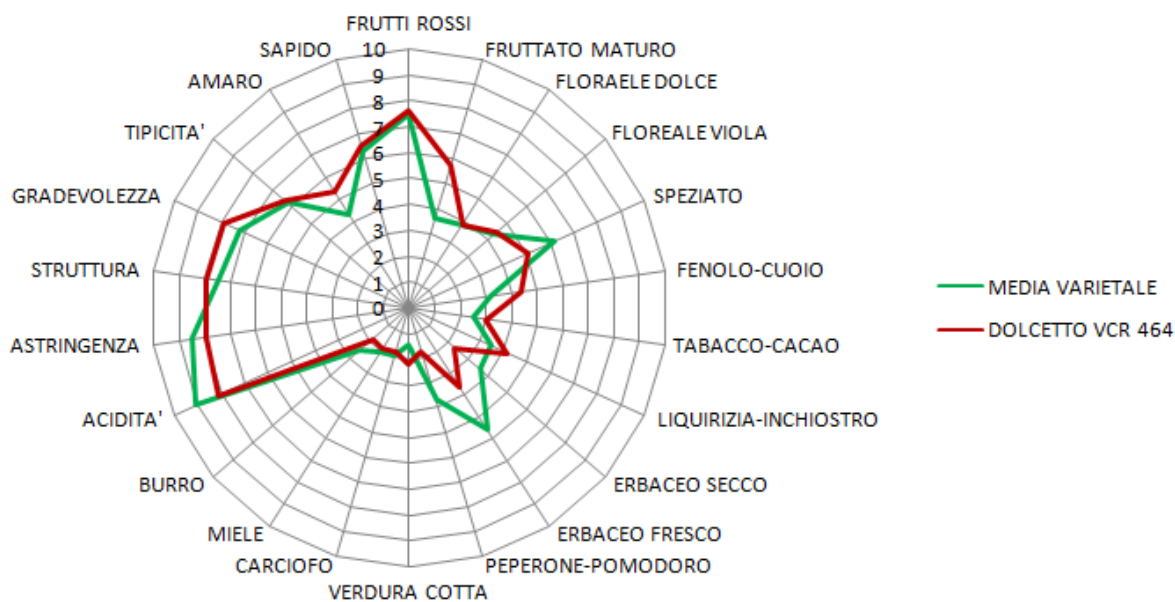 FRUTTI ROSSI
FRUTTATO MATURO
FLORAELE DOLCE
FLOREALE VIOLA
SPEZIATO
FENOLO-CUOIO
TABACCO-CACAO
LIQUIRIZIA-INCHIOSTRO
ERBACEO SECCO
ERBACEO FRESCO
PEPERONE-POMODORO
VERDURA COTTA
CARCIOFO
MIELE
BURRO
ACIDITA'
ASTRINGENZA
STRUTTURA
GRADEVOLEZZA
TIPICITA'
AMARO
SAPIDO
10
9
8
7
6
5
4
3
2
1
0
MEDIA VARIETALE
DOLCETTO VCR 464